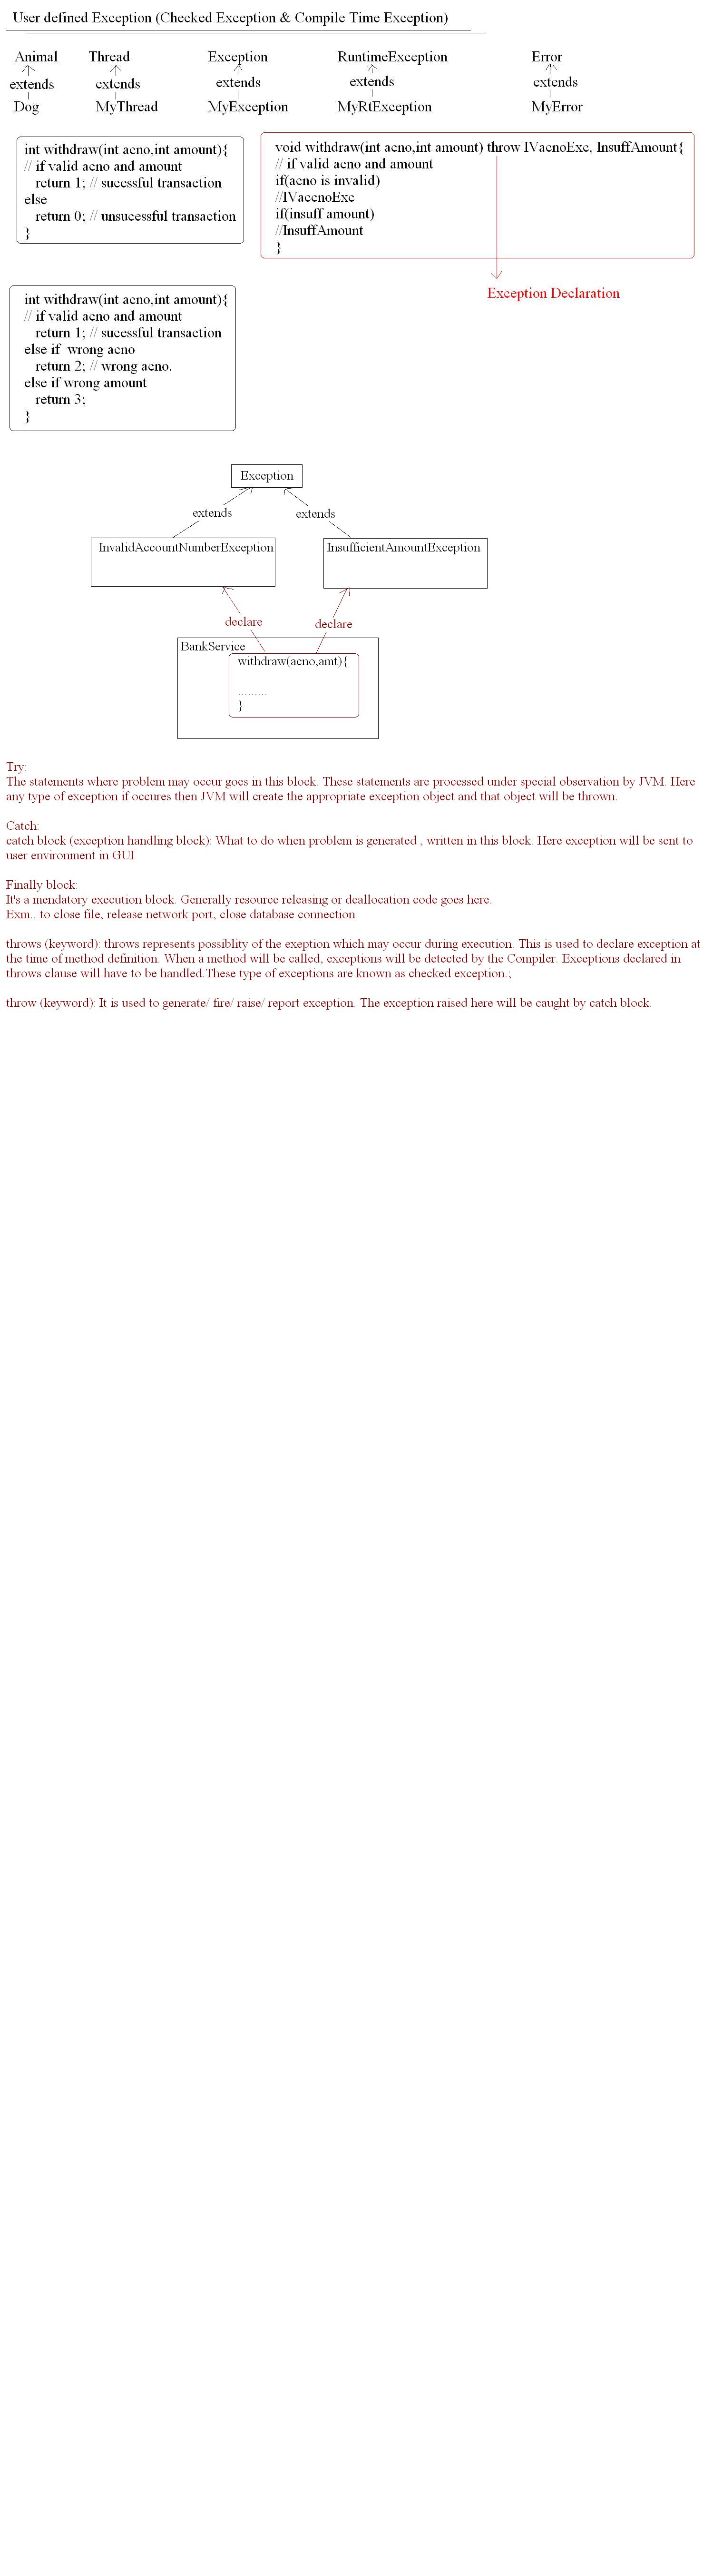 User defined Exception (Checked Exception & Compile Time Exception)
Animal Thread Exception RuntimeException Error
extends extends extends extends extends
Dog MyThread MyException MyRtException MyError
int withdraw(int acno,int amount){
// if valid acno and amount
return 1; // sucessful transaction
else
return 0; // unsucessful transaction
}
void withdraw(int acno,int amount) throw IVacnoExc, InsuffAmount{
// if valid acno and amount
if(acno is invalid)
//IVaccnoExc
if(insuff amount)
//InsuffAmount
}
Exception Declaration
int withdraw(int acno,int amount){
// if valid acno and amount
return 1; // sucessful transaction
else if  wrong acno
return 2; // wrong acno.
else if wrong amount
return 3;
}
Exception
extends extends
InvalidAccountNumberException InsufficientAmountException
declare declare
BankService
withdraw(acno,amt){
.........
}
Try:
The statements where problem may occur goes in this block. These statements are processed under special observation by JVM. Here
any type of exception if occures then JVM will create the appropriate exception object and that object will be thrown.
Catch:
catch block (exception handling block): What to do when problem is generated , written in this block. Here exception will be sent to
user environment in GUI
Finally block:
It's a mendatory execution block. Generally resource releasing or deallocation code goes here.
Exm.. to close file, release network port, close database connection
throws (keyword): throws represents possiblity of the exeption which may occur during execution. This is used to declare exception at
the time of method definition. When a method will be called, exceptions will be detected by the Compiler. Exceptions declared in
throws clause will have to be handled.These type of exceptions are known as checked exception.;
throw (keyword): It is used to generate/ fire/ raise/ report exception. The exception raised here will be caught by catch block.